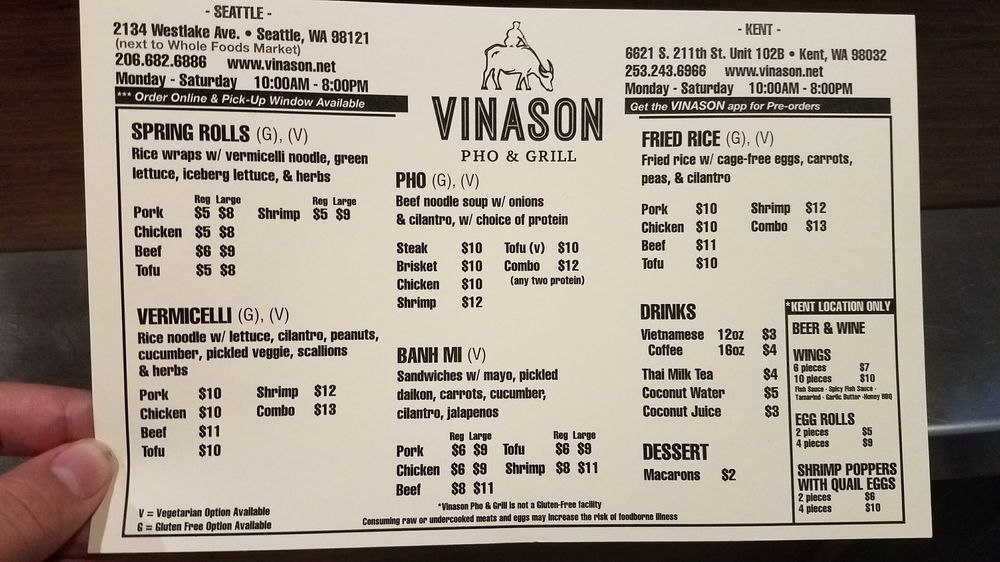 - SEATTLE -
2134 Westlake Ave. • Seattle, WA 98121
(next to Whole Foods Market)
206.682.6886 www.vinason.net
Monday - Saturday 10:00AM - 8:00PM
*** Order Online & Pick-Up Window Available
VINASON
PHO & GRILL
- KENT -
6621 S. 211th St. Unit 102B • Kent, WA 98032
253.243.6966 www.vinason.net
Monday - Saturday 10:00AM - 8:00PM
Get the VINASON app for Pre-orders
SPRING ROLLS (G), (V)
Rice wraps w/ vermicelli noodle, green
lettuce, iceberg lettuce, & herbs
Reg Large Reg Large
Pork $5 $8 Shrimp $5 $9
Chicken $5 $8
Beef $6 $9
Tofu $5 $8
VERMICELLI (G), (V)
Rice noodle w/ lettuce, cilantro, peanuts,
cucumber, pickled veggie, scallions
& herbs
Pork $10 Shrimp $12
Chicken $10 Combo $13
Beef $11
Tofu $10
V = Vegetarian Option Available
G = Gluten Free Option Available
PHO (G), (V)
Beef noodle soup w/ onions
& cilantro, w/ choice of protein
Steak $10 Tofu (v) $10
Brisket $10 Combo $12
Chicken $10 (any two protein)
Shrimp $12
BANH MI (V)
Sandwiches w/ mayo, pickled
daikon, carrots, cucumber,
cilantro, jalapenos
Reg Large Reg Large
Pork $6 $9 Tofu $6 $9
Chicken $6 $9 Shrimp $8 $11
Beef $8 $11
*Vinason Pho & Grill is not a Gluten-Free facility
Consuming raw or undercooked meats and eggs may increase the risk of foodborne illness
FRIED RICE (G), (V)
Fried rice w/ cage-free eggs, carrots,
peas, & cilantro
Pork $10 Shrimp $12
Chicken $10 Combo $13
Beef $11
Tofu $10
DRINKS
Vietnamese 12oz $3
Coffee 16oz $4
Thai Milk Tea $4
Coconut Water $5
Coconut Juice $3
DESSERT
Macarons $2
*KENT LOCATION ONLY
BEER & WINE
WINGS
6 pieces $7
10 pieces $10
Fish Sauce - Spicy Fish Sauce -
Tamarind - Garlic Butter -Honey BBQ
EGG ROLLS
2 pieces $5
4 pieces $9
SHRIMP POPPERS
WITH QUAIL EGGS
2 pieces $6
4 pieces $10